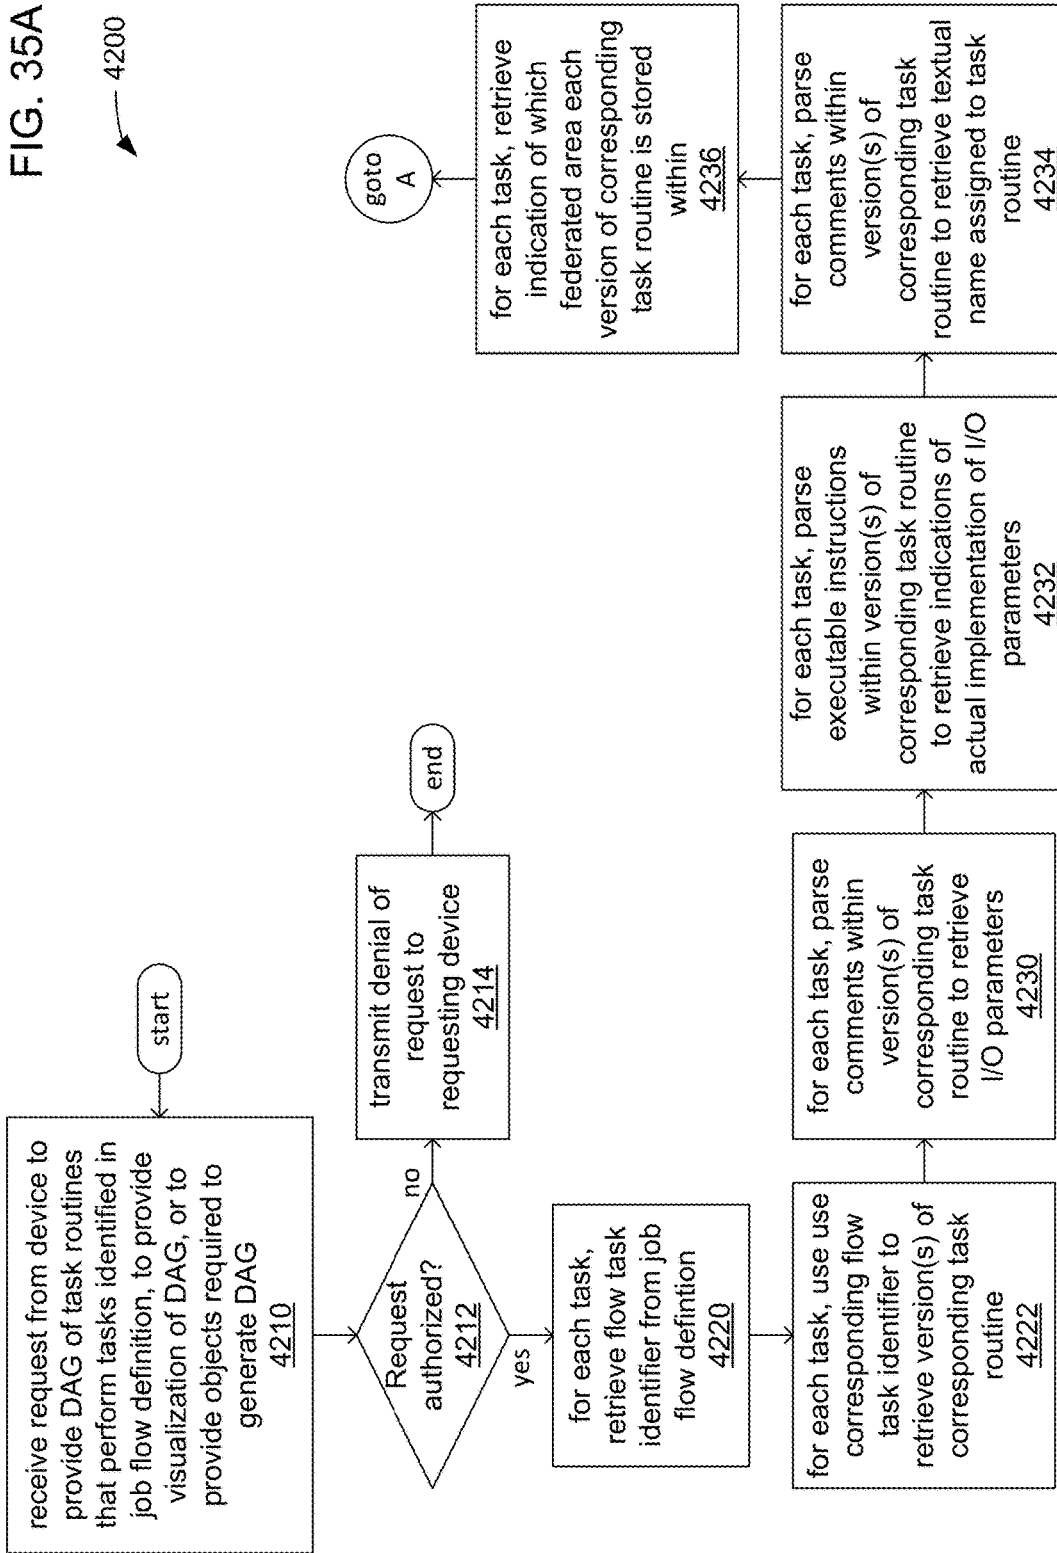 FIG. 35A
4200
start
receive request from device to
provide DAG of task routines
that perform tasks identified in
job flow definition, to provide
visualization of DAG, or to
provide objects required to
generate DAG
4210
Request
authorized?
4212
no
transmit denial of
request to
requesting device
4214
end
yes
for each task,
retrieve flow task
identifier from job
flow defintion
4220
for each task, use use
corresponding flow
task identifier to
retrieve version(s) of
corresponding task
routine
4222
for each task, parse
comments within
version(s) of
corresponding task
routine to retrieve
I/O parameters
4230
for each task, parse
executable instructions
within version(s) of
corresponding task routine
to retrieve indications of
actual implementation of I/O
parameters
4232
for each task, parse
comments within
version(s) of
corresponding task
routine to retrieve textual
name assigned to task
routine
4234
for each task, retrieve
indication of which
federated area each
version of corresponding
task routine is stored
within
4236
goto
A